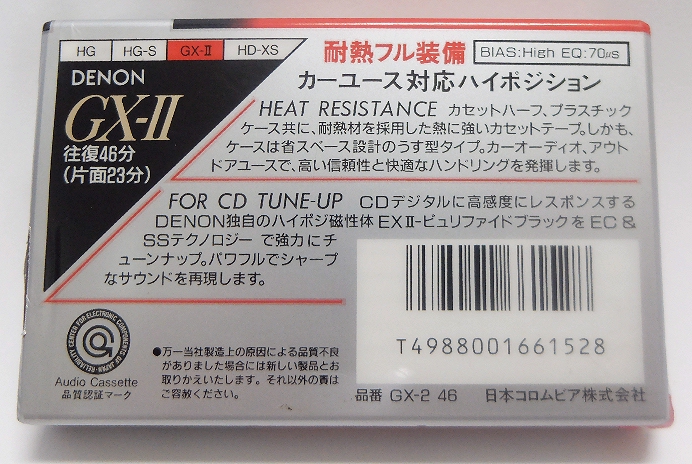 HG HG-S GX-II HD-XS
DENON
GX-II
往復46分
(片面23分)
耐熱フル装備 BIAS:High EQ:70μs
カーユース対応ハイポジション
HEAT RESISTANCE カセットハーフ、プラスチック
ケース共に、耐熱材を採用した熱に強いカセットテープ。しかも、
ケースは省スペース設計のうす型タイプ。カーオーディオ、アウト
ドアユースで、高い信頼性と快適なハンドリングを発揮します。
FOR CD TUNE-UP CDデジタルに高感度にレスポンスする
DENON独自のハイポジ磁性体EXII-ピュリファイドブラックをEC&
SSテクノロジーで強力にチ
ューンナップ。パワフルでシャープ
なサウンドを再現します。
T4988001661528
RELIABILITY CENTER FOR ELECTRONIC COMPONENTS OF JAPAN
Audio Cassette
品質認証マーク
●万一当社製造上の原因による品質不良
がありました場合には新しい製品とお
取りかえいたします。それ以外の責は
ご容赦ください。
品番 GX-2 46 日本コロムビア株式会社